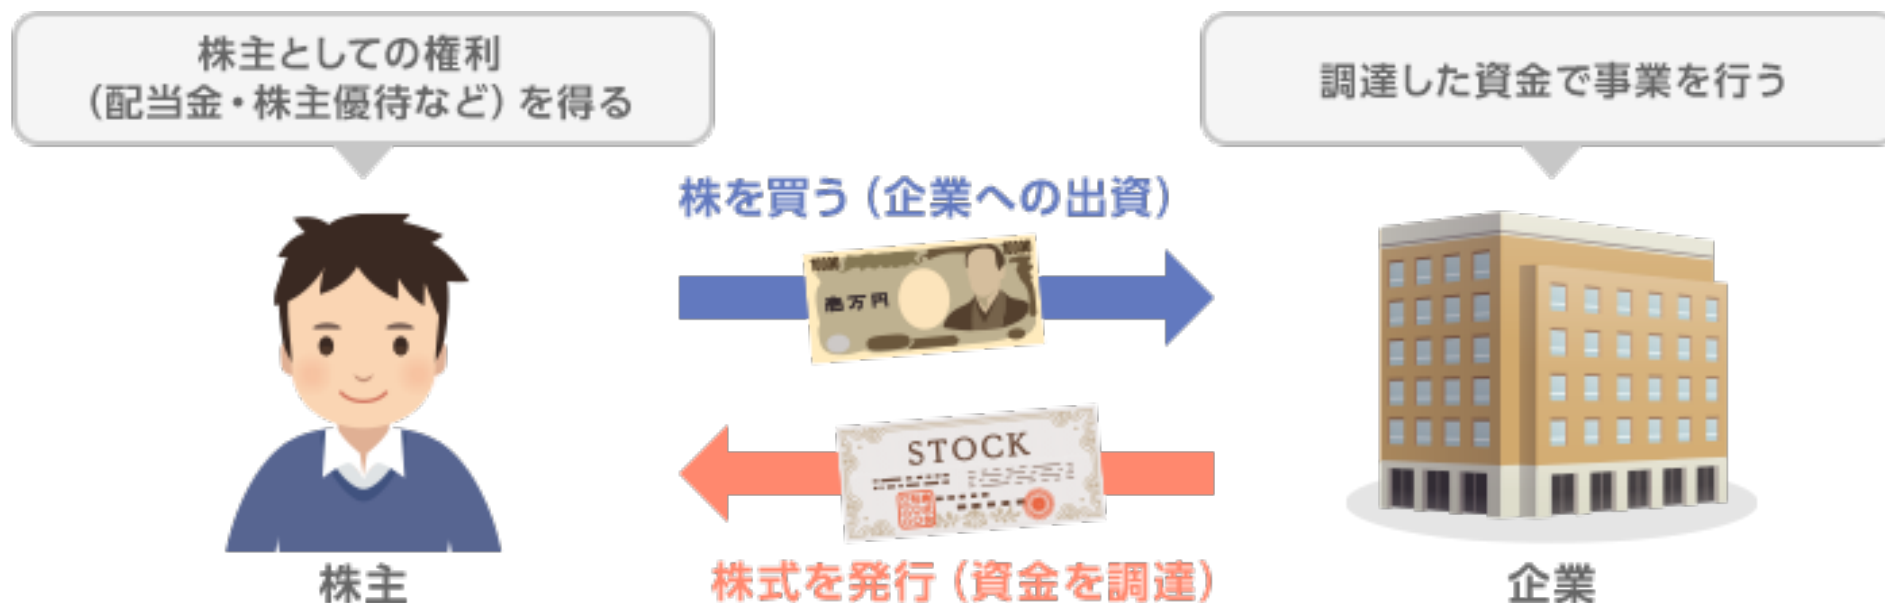 株主としての権利
（配当金・株主優待など）を得る
調達した資金で事業を行う
株を買う（企業への出資）
壱万円
STOCK
株式を発行（資金を調達）
株主
企業